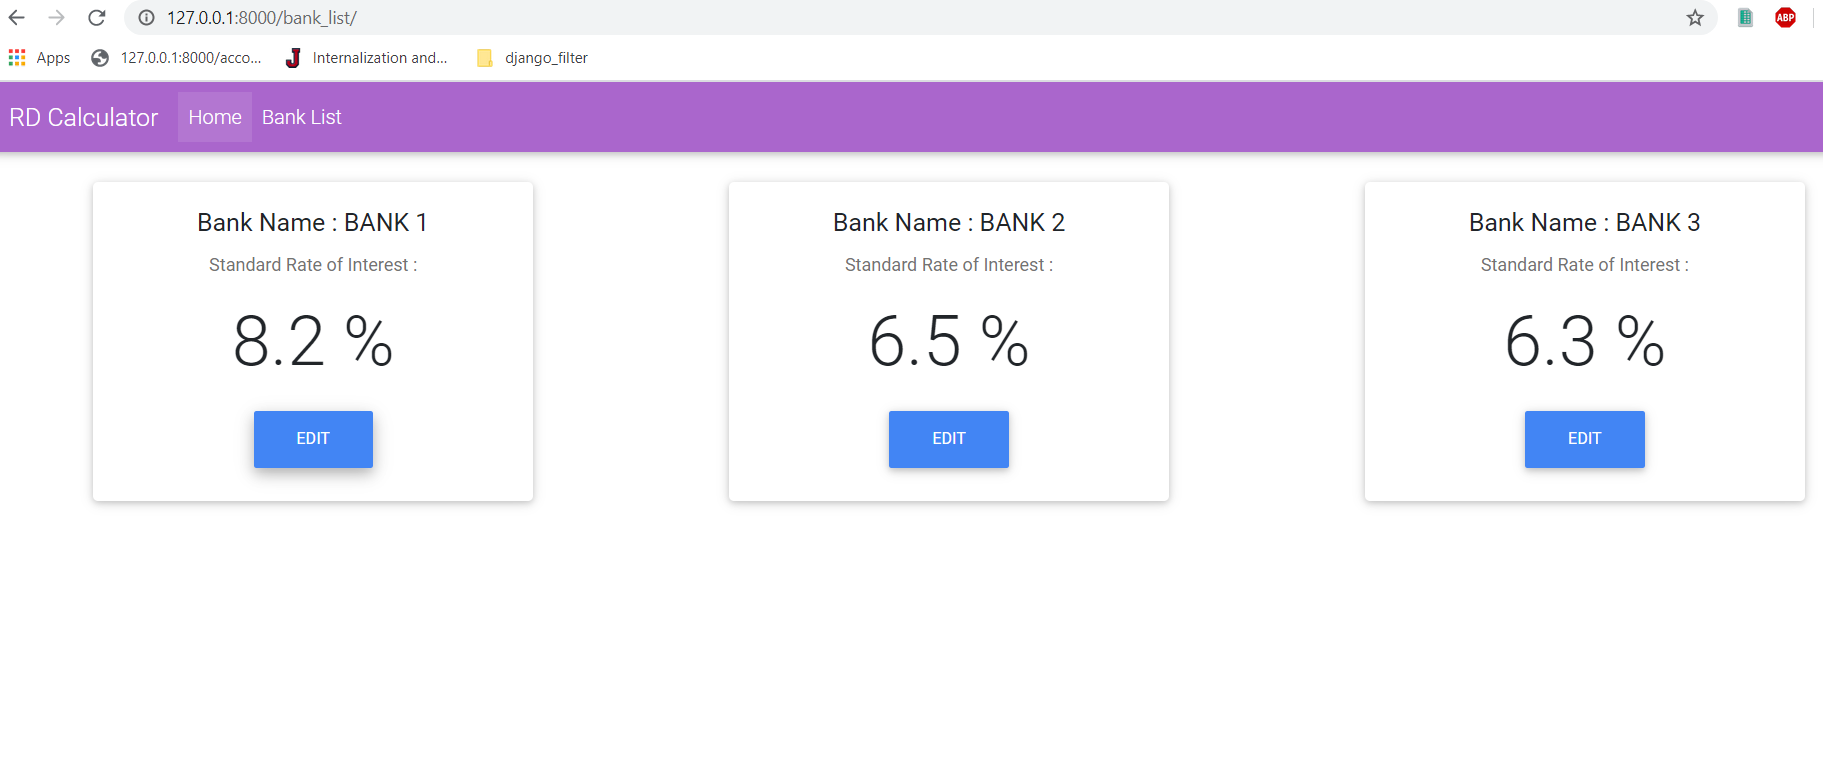 127.0.0.1:8000/bank_list/
ABP
Apps
127.0.0.1:8000/acco...
Internalization and...
django_filter
RD Calculator
Home
Bank List
Bank Name : BANK 1
Standard Rate of Interest :
8.2 %
EDIT
Bank Name : BANK 2
Standard Rate of Interest :
6.5 %
EDIT
Bank Name : BANK 3
Standard Rate of Interest :
6.3 %
EDIT